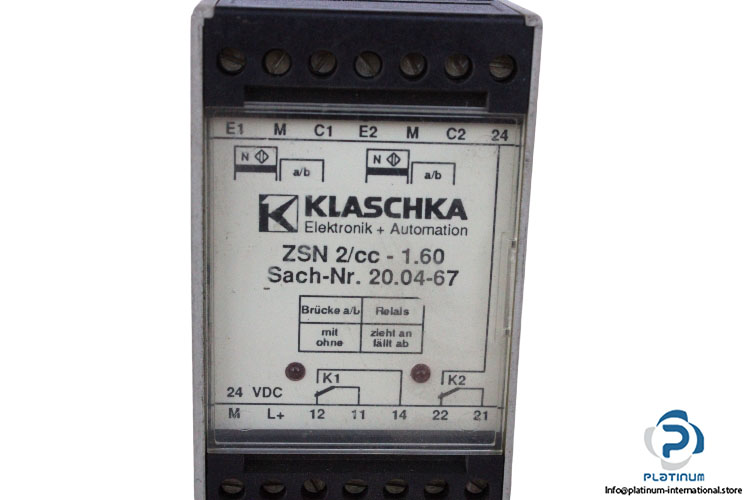 E1 M C1 E2 M C2 24
N a/b N a/b
KLASCHKA
Elektronik + Automation
ZSN 2/cc - 1.60
Sach-Nr. 20.04-67
Brücke a/b Relais
mit zieht an
ohne fällt ab
K1 K2
24 VDC
M L+ 12 11 14 22 21
PLATINUM
Info@platinum-international.store